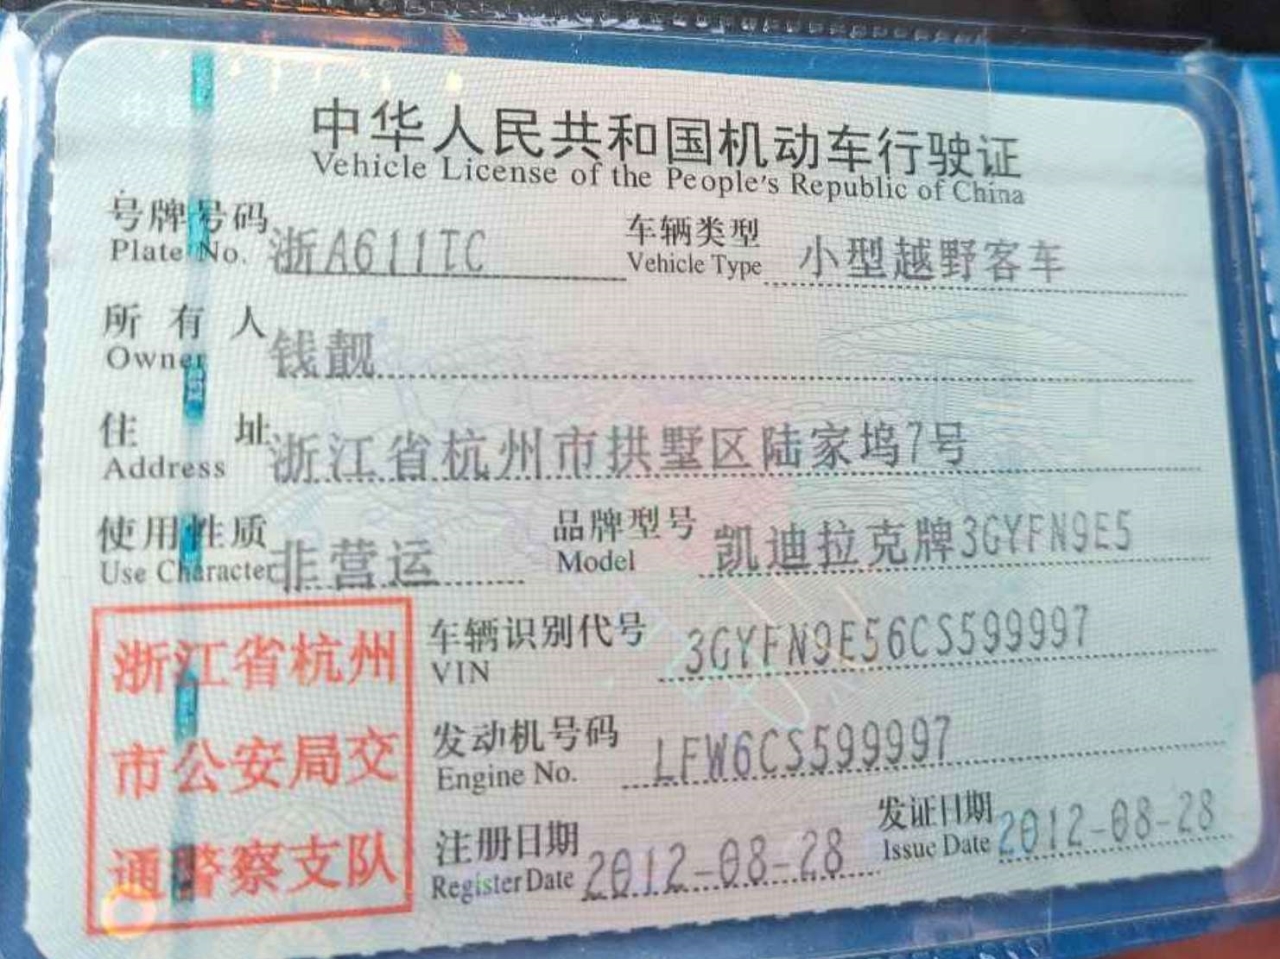 中华人民共和国机动车行驶证
Vehicle License of the People's Republic of China
号牌号码 浙A611TC 车辆类型 小型越野客车
Plate No. Vehicle Type
所有人 钱靓
Owner
住址 浙江省杭州市拱墅区陆家坞7号
Address
使用性质 非营运 品牌型号 凯迪拉克牌3GYFN9E5
Use Character Model
车辆识别代号 3GYFN9E56CS599997
VIN
发动机号码 LFW6CS599997
Engine No.
注册日期 2012-08-28 发证日期 2012-08-28
Register Date Issue Date
浙江省杭州
市公安局交
通警察支队